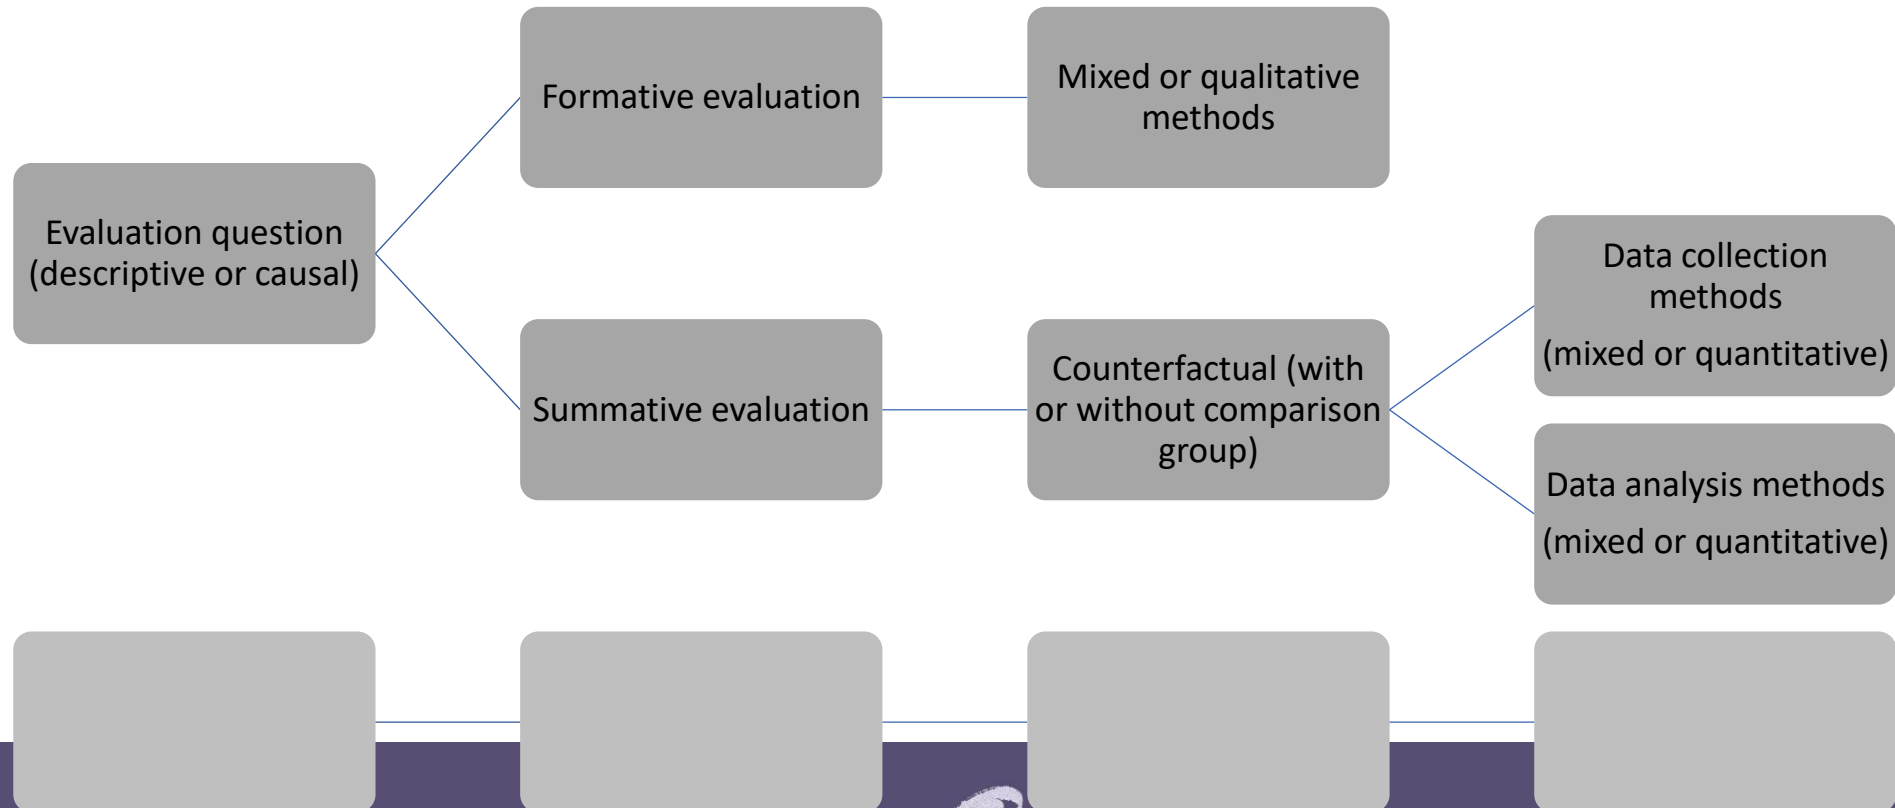 Evaluation question
(descriptive or causal)
Formative evaluation
Mixed or qualitative
methods
Summative evaluation
Counterfactual (with
or without comparison
group)
Data collection
methods
(mixed or quantitative)
Data analysis methods
(mixed or quantitative)